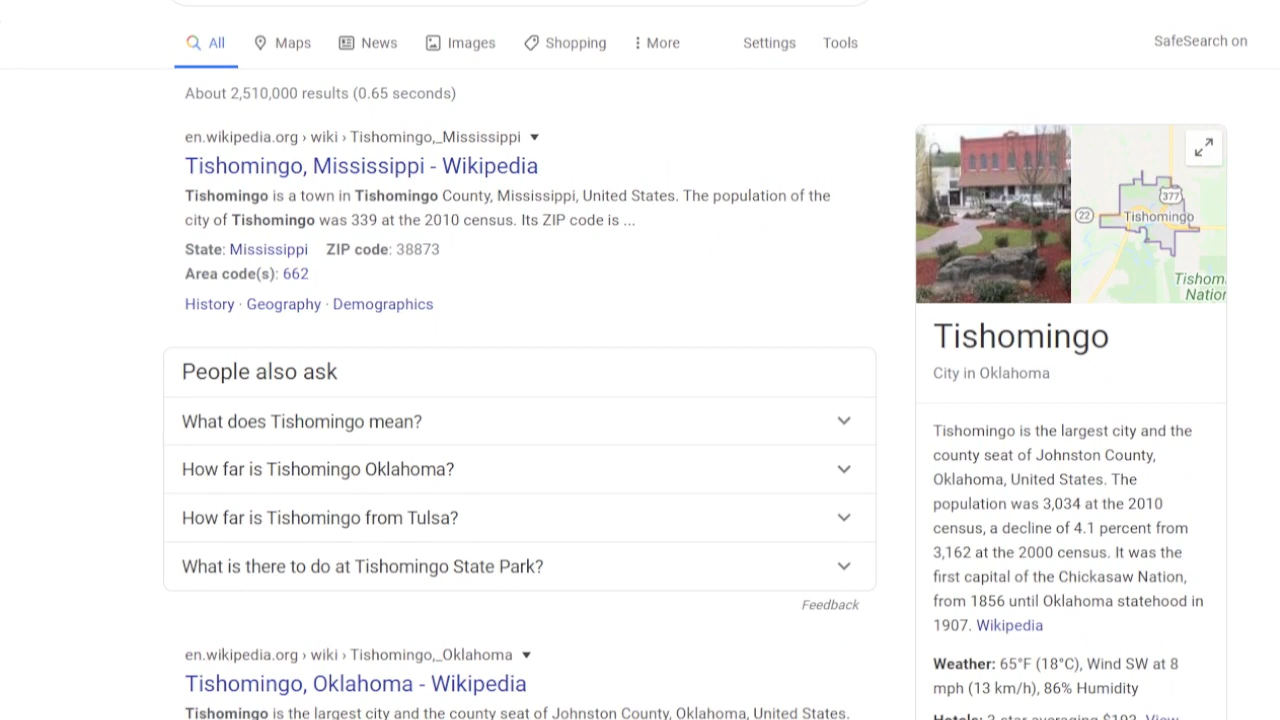 All
Maps
News
Images
Shopping
More
Settings
Tools
SafeSearch on
About 2,510,000 results (0.65 seconds)
en.wikipedia.org › wiki › Tishomingo,_Mississippi
Tishomingo, Mississippi - Wikipedia
Tishomingo is a town in Tishomingo County, Mississippi, United States. The population of the
city of Tishomingo was 339 at the 2010 census. Its ZIP code is ...
State: Mississippi ZIP code: 38873
Area code(s): 662
History · Geography · Demographics
People also ask
What does Tishomingo mean?
How far is Tishomingo Oklahoma?
How far is Tishomingo from Tulsa?
What is there to do at Tishomingo State Park?
Feedback
en.wikipedia.org › wiki › Tishomingo,_Oklahoma
Tishomingo, Oklahoma - Wikipedia
Tishomingo is the largest city and the county seat of Johnston County, Oklahoma, United States.
377
22
Tishomingo
Tishom
Nation
Tishomingo
City in Oklahoma
Tishomingo is the largest city and the
county seat of Johnston County,
Oklahoma, United States. The
population was 3,034 at the 2010
census, a decline of 4.1 percent from
3,162 at the 2000 census. It was the
first capital of the Chickasaw Nation,
from 1856 until Oklahoma statehood in
1907. Wikipedia
Weather: 65°F (18°C), Wind SW at 8
mph (13 km/h), 86% Humidity
Hotels: 3-star averaging $103. View